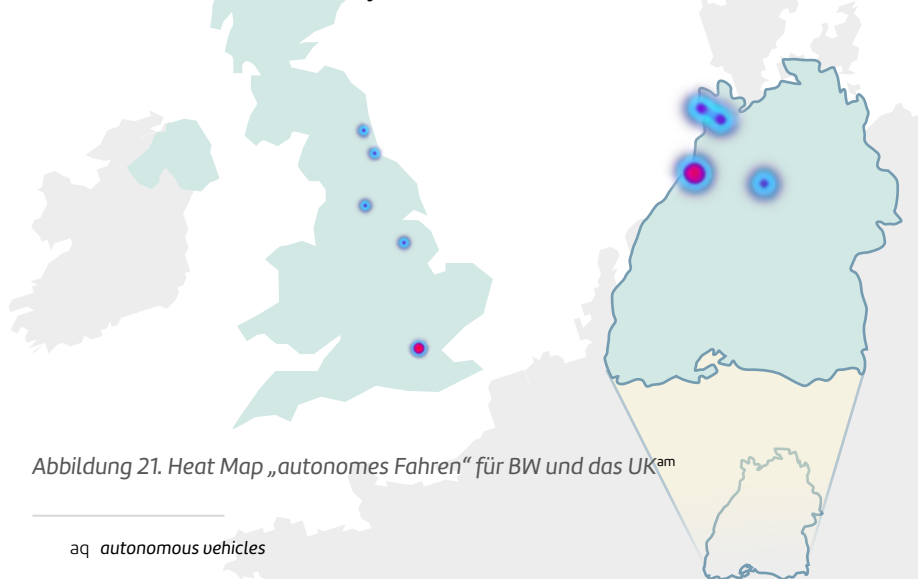 Abbildung 21. Heat Map „autonomes Fahren“ für BW und das UKam
aq autonomous vehicles